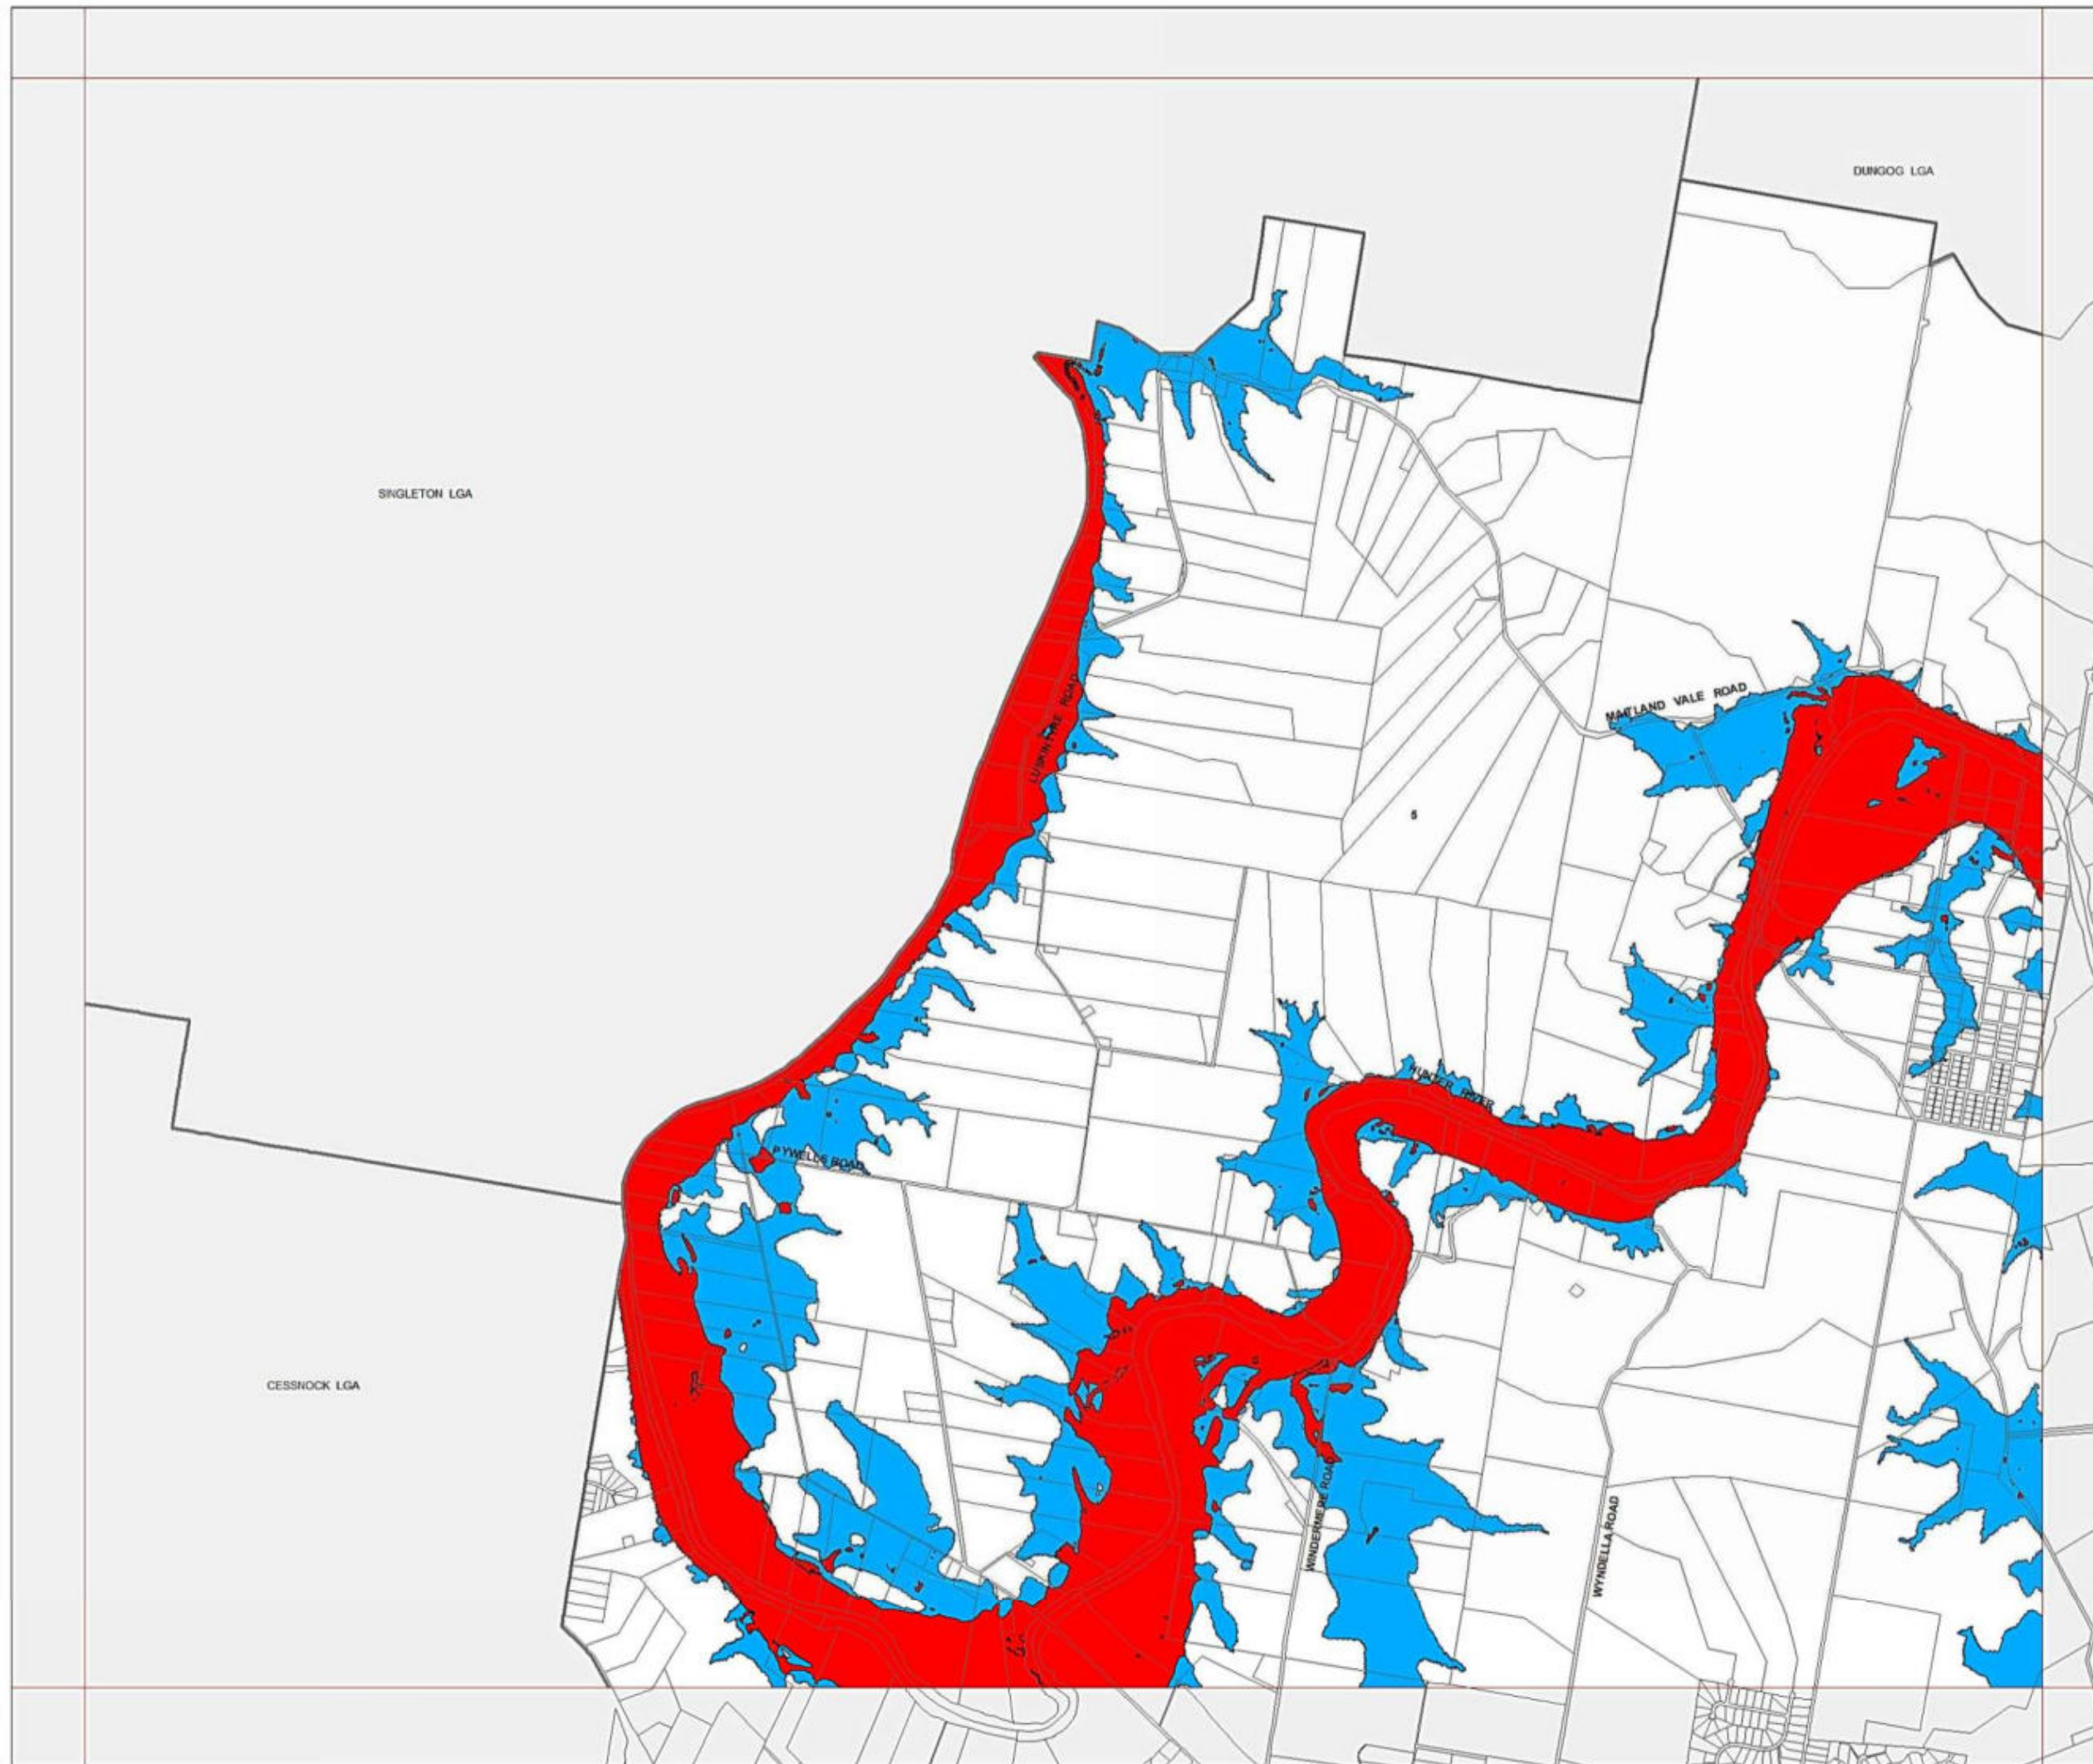 DUNGOG LGA
SINGLETON LGA
MAITLAND VALE ROAD
LUSKINTYRE ROAD
5
HUNTER RIVER
PYWELLS ROAD
CESSNOCK LGA
WINDERMERE ROAD
WYNDELLA ROAD